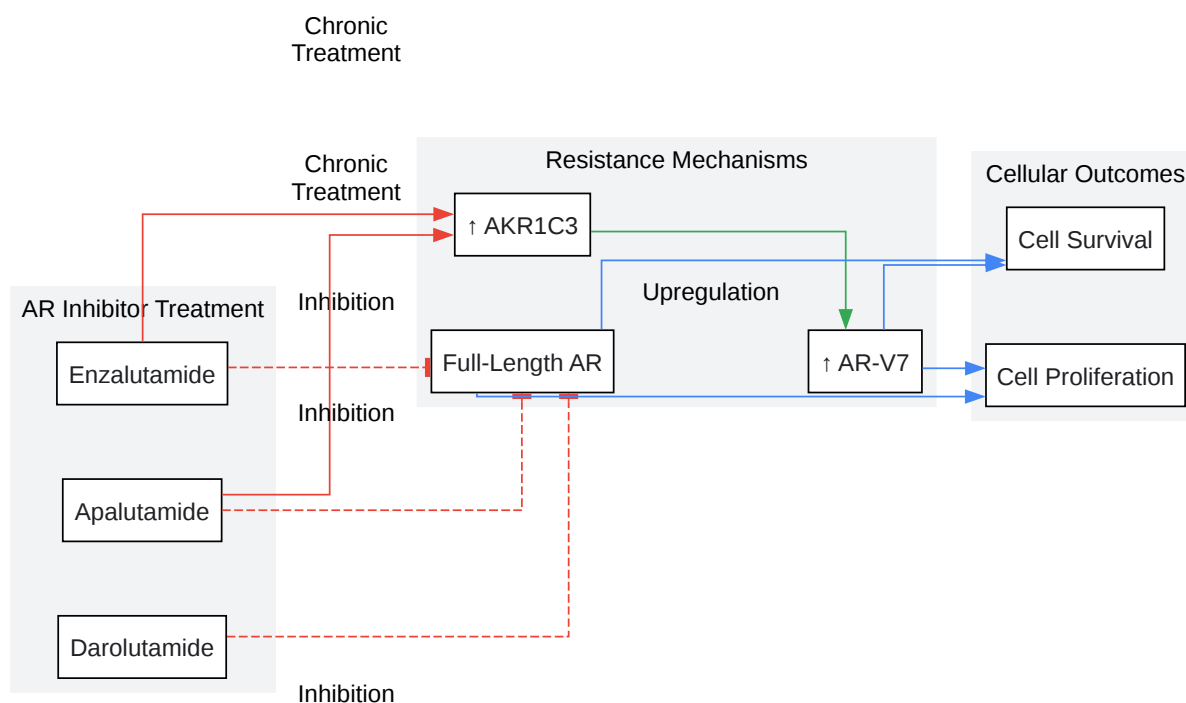 Chronic
Treatment
Chronic
Treatment
Resistance Mechanisms
Cellular Outcomes
↑ AKR1C3
Cell Survival
AR Inhibitor Treatment
Inhibition
Upregulation
Enzalutamide
Full-Length AR
↑ AR-V7
Cell Proliferation
Inhibition
Apalutamide
Darolutamide
Inhibition